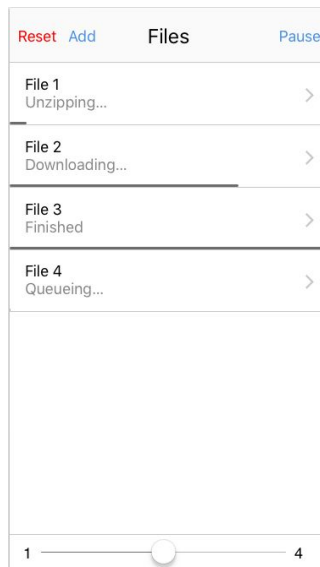 Reset Add Files Pause
File 1
Unzipping...
File 2
Downloading...
File 3
Finished
File 4
Queueing...
1 4